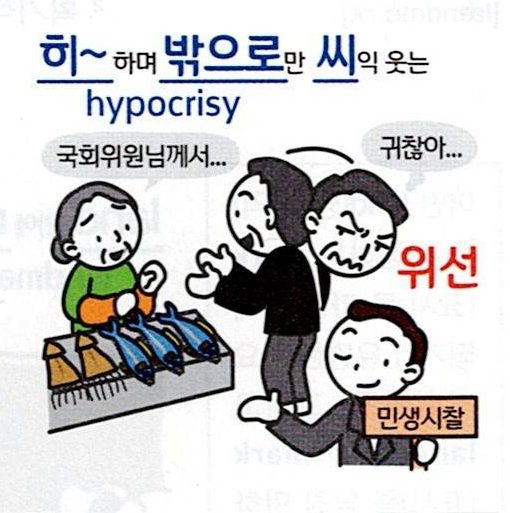 히~하며 밖으로만 씨익 웃는
hypocrisy
국회위원님께서...
귀찮아...
위선
민생시찰